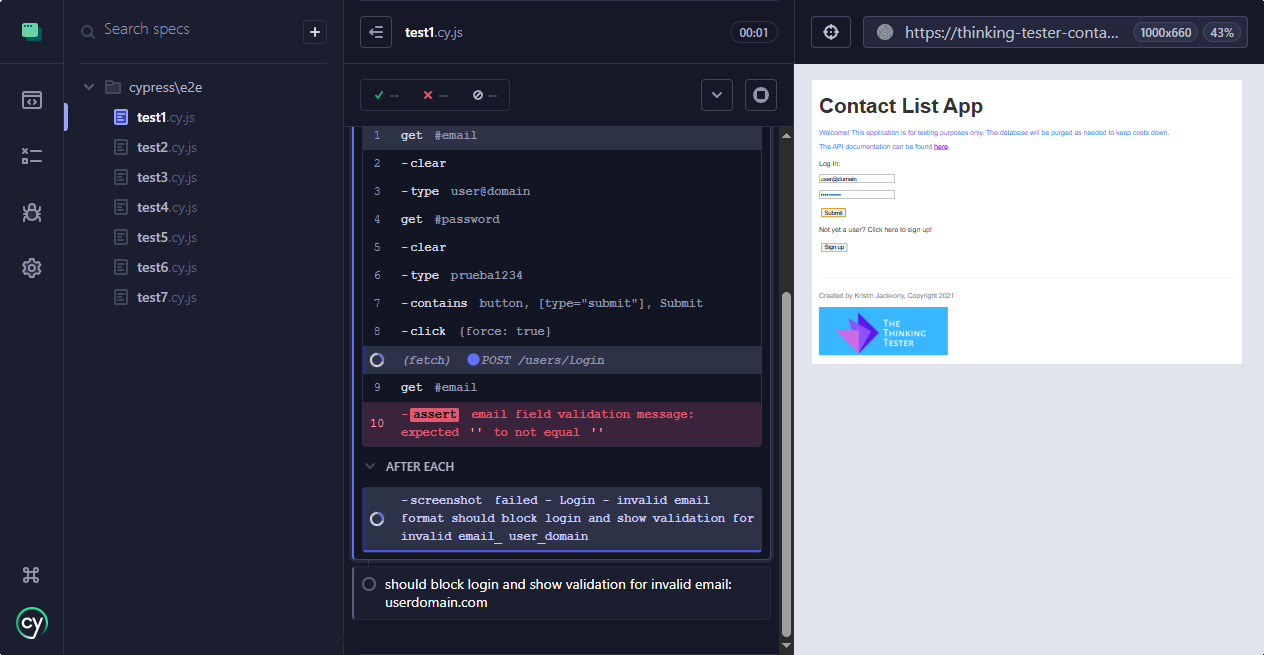 Search specs
+
cypress\e2e
test1.cy.js
test2.cy.js
test3.cy.js
test4.cy.js
test5.cy.js
test6.cy.js
test7.cy.js
cy
test1.cy.js
00:01
-- -- --
1 get #email
2 -clear
3 -type user@domain
4 get #password
5 -clear
6 -type prueba1234
7 -contains button, [type="submit"], Submit
8 -click {force: true}
(fetch) POST /users/login
9 get #email
10 -assert email field validation message:
expected '' to not equal ''
AFTER EACH
-screenshot failed - Login - invalid email
format should block login and show validation for
invalid email_ user_domain
should block login and show validation for invalid email:
userdomain.com
https://thinking-tester-conta... 1000x660 43%
Contact List App
Welcome! This application is for testing purposes only. The database will be purged as needed to keep costs down.
The API documentation can be found here.
Log In:
user@domain
Submit
Not yet a user? Click here to sign up!
Sign up
Created by Kristin Jackvony, Copyright 2021
THE
THINKING
TESTER